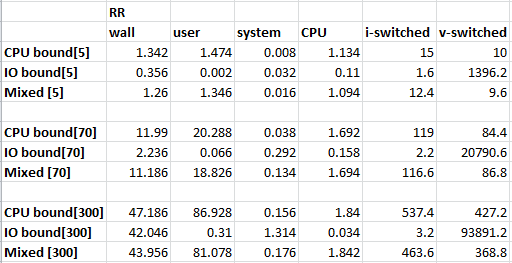 RR
wall user system CPU i-switched v-switched
CPU bound[5] 1.342 1.474 0.008 1.134 15 10
IO bound[5] 0.356 0.002 0.032 0.11 1.6 1396.2
Mixed [5] 1.26 1.346 0.016 1.094 12.4 9.6
CPU bound[70] 11.99 20.288 0.038 1.692 119 84.4
IO bound[70] 2.236 0.066 0.292 0.158 2.2 20790.6
Mixed [70] 11.186 18.826 0.134 1.694 116.6 86.8
CPU bound[300] 47.186 86.928 0.156 1.84 537.4 427.2
IO bound[300] 42.046 0.31 1.314 0.034 3.2 93891.2
Mixed [300] 43.956 81.078 0.176 1.842 463.6 368.8